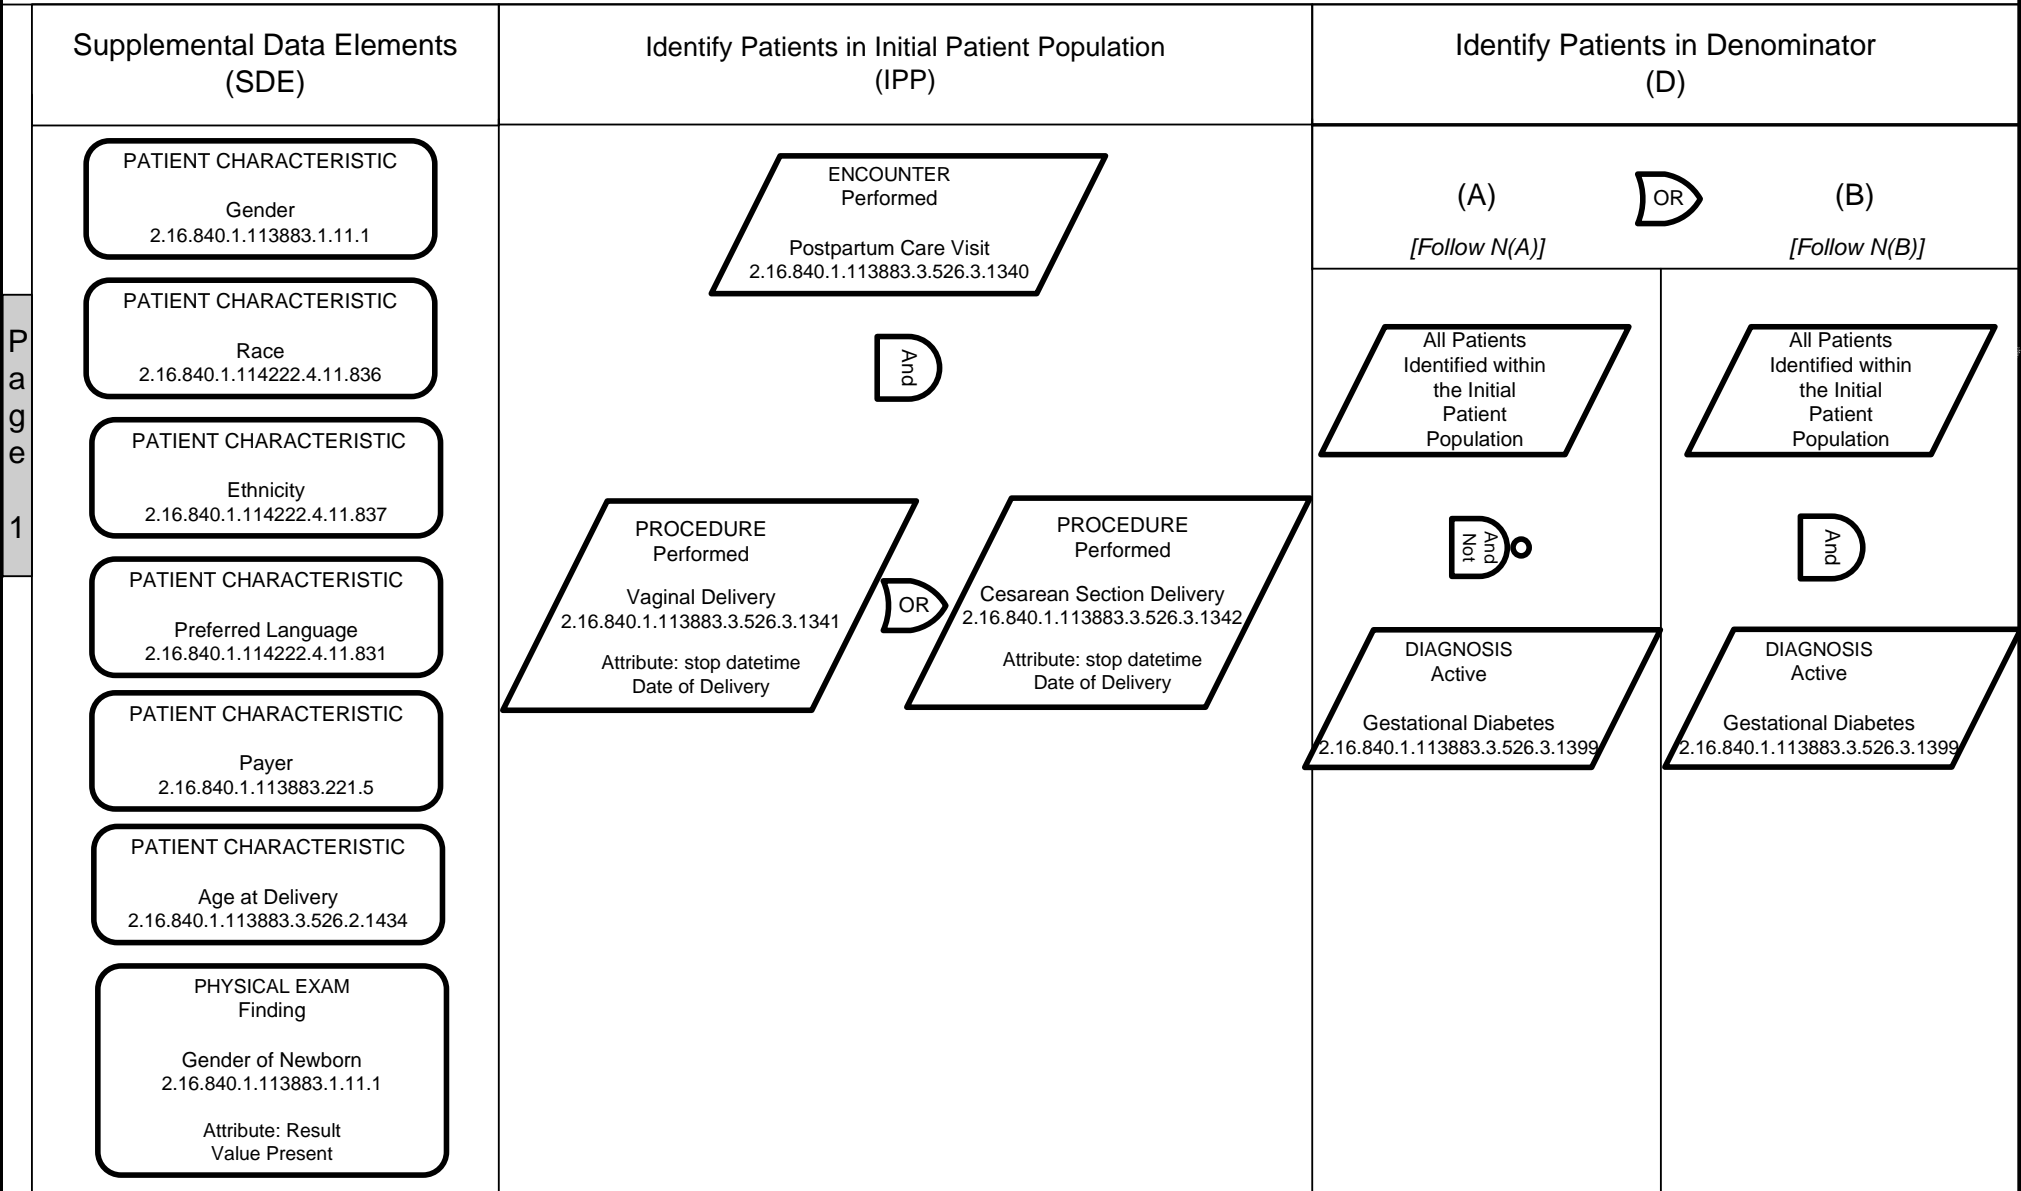 Supplemental Data Elements
(SDE)
Identify Patients in Initial Patient Population
(IPP)
Identify Patients in Denominator
(D)
Page 1
PATIENT CHARACTERISTIC
Gender
2.16.840.1.113883.1.11.1
PATIENT CHARACTERISTIC
Race
2.16.840.1.114222.4.11.836
PATIENT CHARACTERISTIC
Ethnicity
2.16.840.1.114222.4.11.837
PATIENT CHARACTERISTIC
Preferred Language
2.16.840.1.114222.4.11.831
PATIENT CHARACTERISTIC
Payer
2.16.840.1.113883.221.5
PATIENT CHARACTERISTIC
Age at Delivery
2.16.840.1.113883.3.526.2.1434
PHYSICAL EXAM
Finding
Gender of Newborn
2.16.840.1.113883.1.11.1
Attribute: Result
Value Present
ENCOUNTER
Performed
Postpartum Care Visit
2.16.840.1.113883.3.526.3.1340
And
PROCEDURE
Performed
Vaginal Delivery
2.16.840.1.113883.3.526.3.1341
Attribute: stop datetime
Date of Delivery
OR
PROCEDURE
Performed
Cesarean Section Delivery
2.16.840.1.113883.3.526.3.1342
Attribute: stop datetime
Date of Delivery
(A)
[Follow N(A)]
OR
(B)
[Follow N(B)]
All Patients
Identified within
the Initial
Patient
Population
And
Not
DIAGNOSIS
Active
Gestational Diabetes
2.16.840.1.113883.3.526.3.1399
All Patients
Identified within
the Initial
Patient
Population
And
DIAGNOSIS
Active
Gestational Diabetes
2.16.840.1.113883.3.526.3.1399